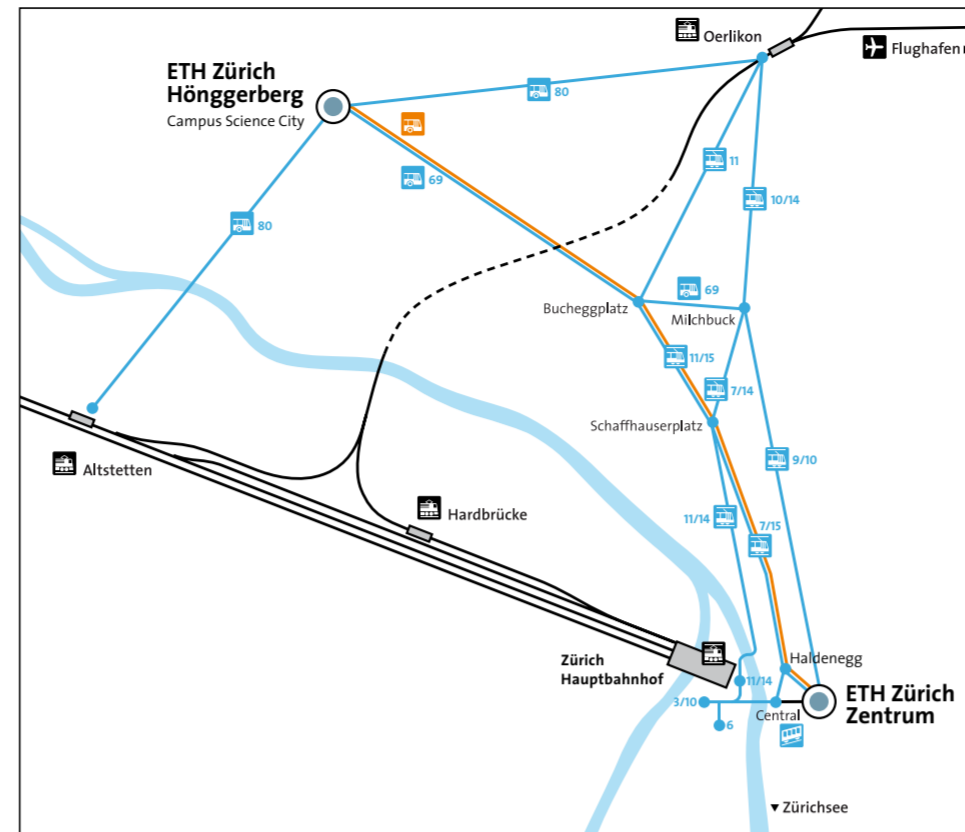 Oerlikon
Flughafen
ETH Zürich
Hönggerberg
Campus Science City
80
69
11
10/14
80
69
Bucheggplatz
Milchbuck
11/15
7/14
Schaffhauserplatz
9/10
Altstetten
Hardbrücke
11/14
7/15
Zürich
Hauptbahnhof
Haldenegg
11/14
3/10
6
Central
ETH Zürich
Zentrum
▼ Zürichsee